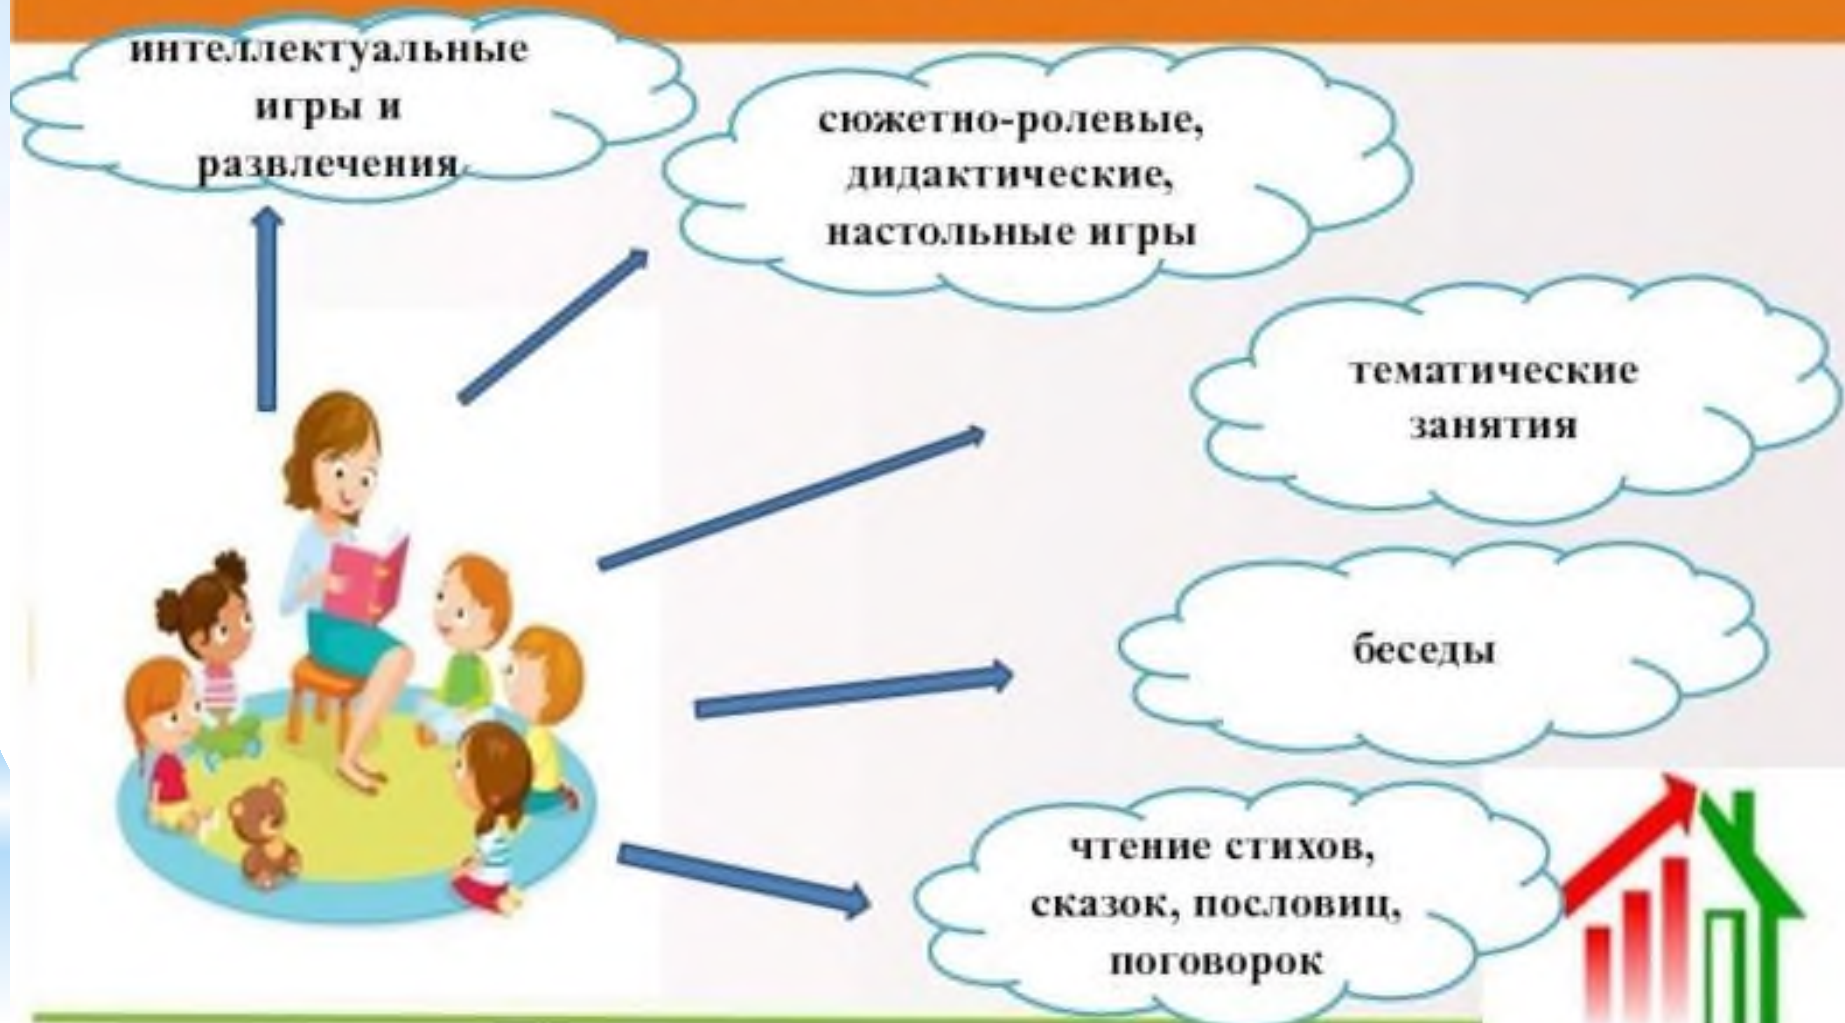 интеллектуальные
игры и
развлечения
сюжетно-ролевые,
дидактические,
настольные игры
тематические
занятия
беседы
чтение стихов,
сказок, пословиц,
поговорок